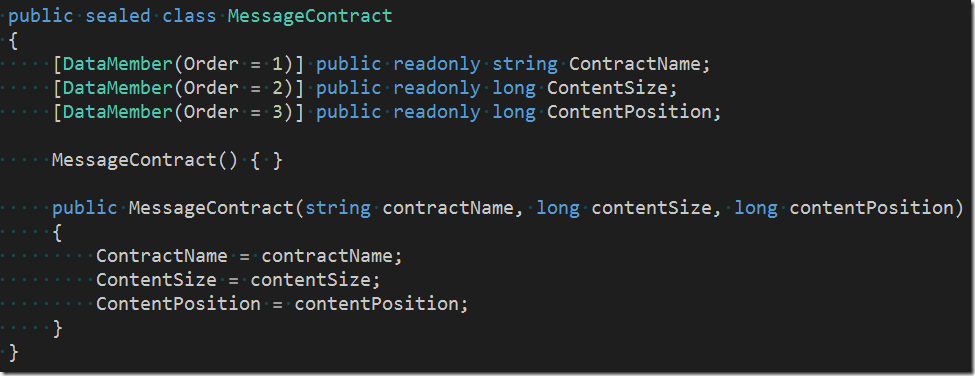 public sealed class MessageContract
{
    [DataMember(Order = 1)] public readonly string ContractName;
    [DataMember(Order = 2)] public readonly long ContentSize;
    [DataMember(Order = 3)] public readonly long ContentPosition;

    MessageContract() { }

    public MessageContract(string contractName, long contentSize, long contentPosition)
    {
        ContractName = contractName;
        ContentSize = contentSize;
        ContentPosition = contentPosition;
    }
}